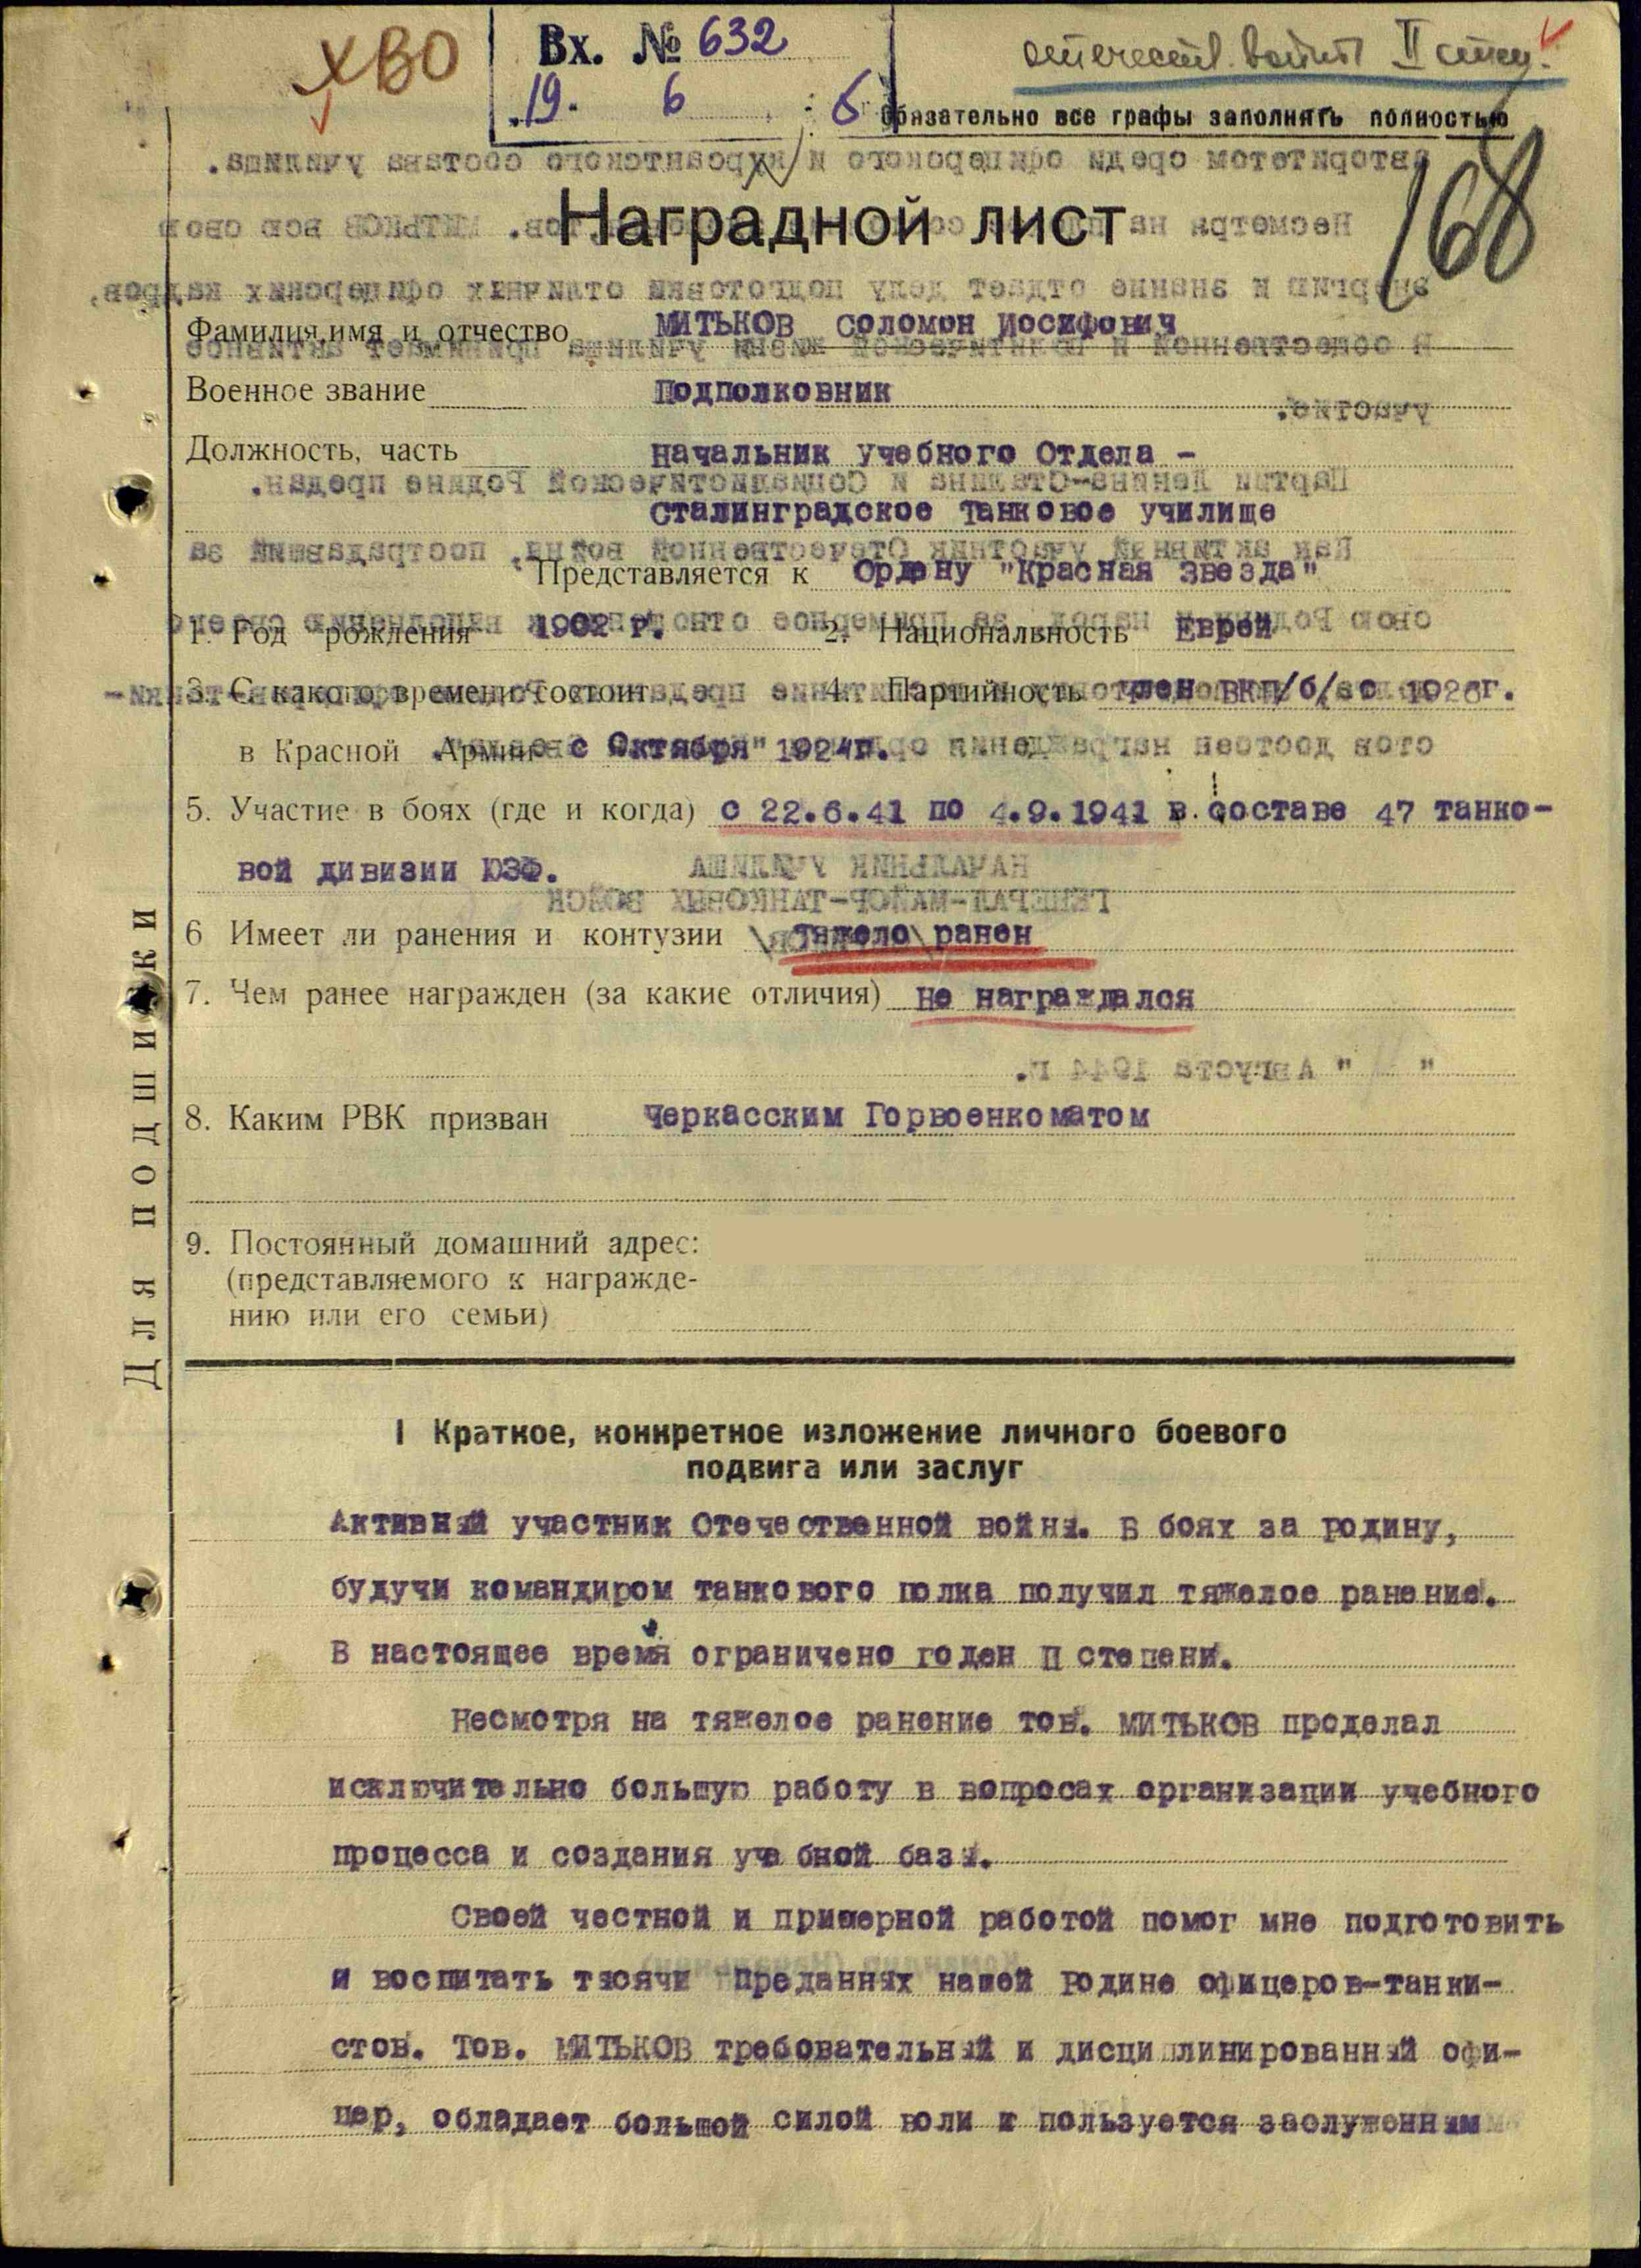 ХВО
Вх. № 632
19. 6
отечеств. войны II степ.
Обязательно все графы заполнять полностью
168
Наградной лист
Фамилия, имя и отчество МИТЬКОВ Соломон Иосифович
Военное звание Подполковник
Должность, часть Начальник учебного Отдела -
Сталинградское Танковое училище
Представляется к Ордену "Красная Звезда"
1. Год рождения 1902 г. 2. Национальность Еврей
3. С какого времени состоит 4. Партийность член ВКП/б/ с 1926г.
в Красной Армии с Октября 1924г.
5. Участие в боях (где и когда) с 22.6.41 по 4.9.1941 в составе 47 танко-
вой дивизии ЮЗФ.
6 Имеет ли ранения и контузии тяжело ранен
7. Чем ранее награжден (за какие отличия) не награждался
8. Каким РВК призван Черкасским Горвоенкоматом
9. Постоянный домашний адрес:
(представляемого к награжде-
нию или его семьи)
Для подшивки
I Краткое, конкретное изложение личного боевого
подвига или заслуг
Активный участник Отечественной войны. В боях за родину,
будучи командиром танкового полка получил тяжелое ранение.
В настоящее время ограничено годен II степени.
Несмотря на тяжелое ранение тов. МИТЬКОВ проделал
исключительно большую работу в вопросах организации учебного
процесса и создания учебной базы.
Своей честной и примерной работой помог мне подготовить
и воспитать тысячи преданных нашей родине офицеров-танки-
стов. Тов. МИТЬКОВ требовательный и дисциплинированный офи-
цер, обладает большой силой воли и пользуется заслуженным